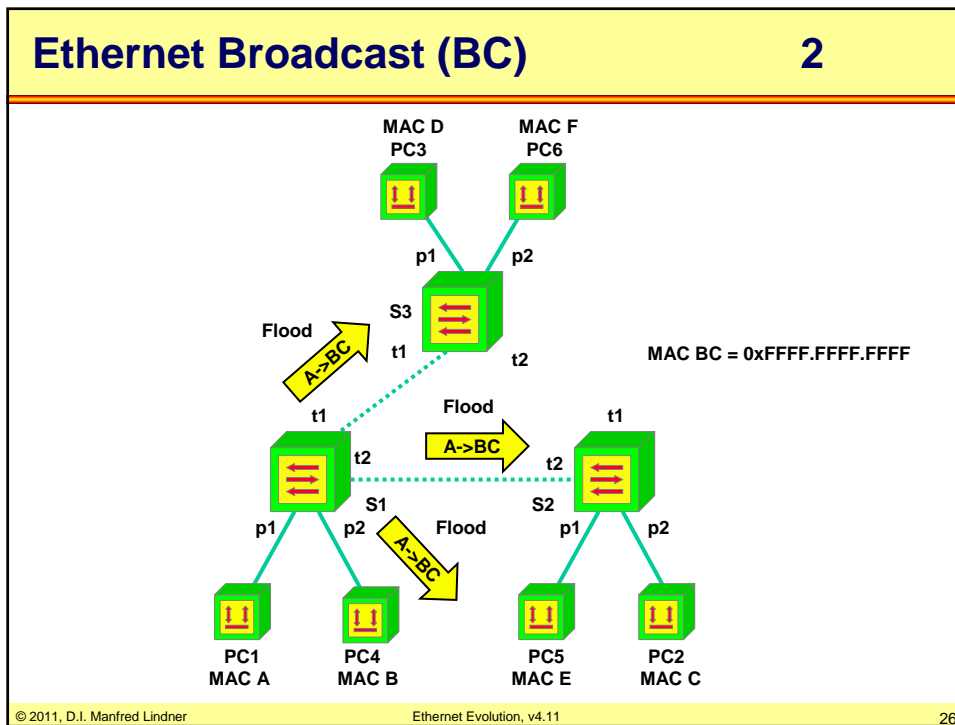 Ethernet Broadcast (BC) 2
MAC D
PC3
MAC F
PC6
p1
p2
S3
Flood
t1
t2
A->BC
MAC BC = 0xFFFF.FFFF.FFFF
t1
Flood
t1
A->BC
t2
t2
S1
S2
p1
p2
Flood
p1
p2
A->BC
PC1
MAC A
PC4
MAC B
PC5
MAC E
PC2
MAC C
© 2011, D.I. Manfred Lindner
Ethernet Evolution, v4.11
26